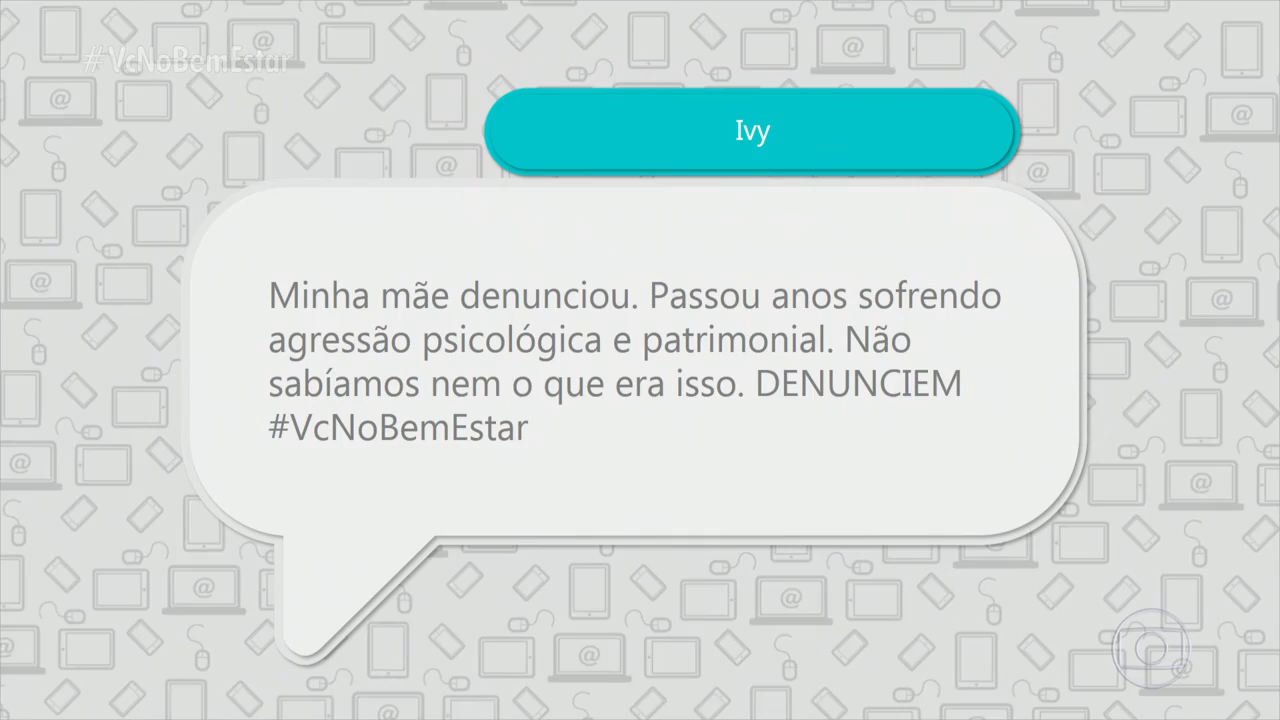 #VcNoBemEstar
Ivy
Minha mãe denunciou. Passou anos sofrendo
agressão psicológica e patrimonial. Não
sabíamos nem o que era isso. DENUNCIEM
#VcNoBemEstar